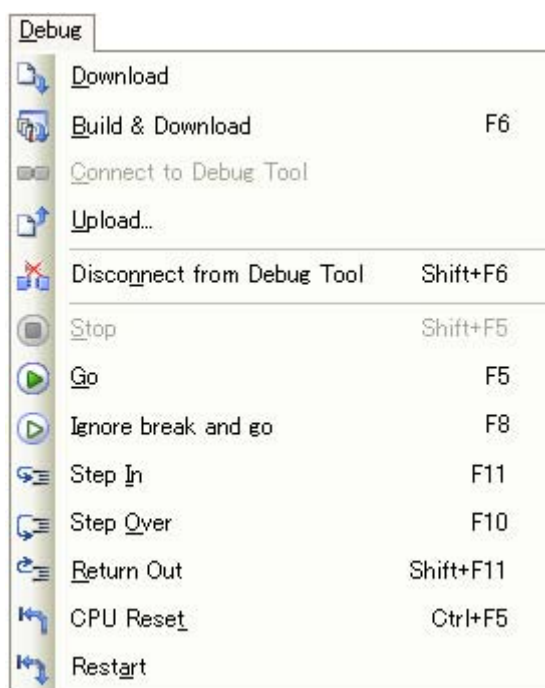 Debug
Download
Build & Download F6
Connect to Debug Tool
Upload...
Disconnect from Debug Tool Shift+F6
Stop Shift+F5
Go F5
Ignore break and go F8
Step In F11
Step Over F10
Return Out Shift+F11
CPU Reset Ctrl+F5
Restart